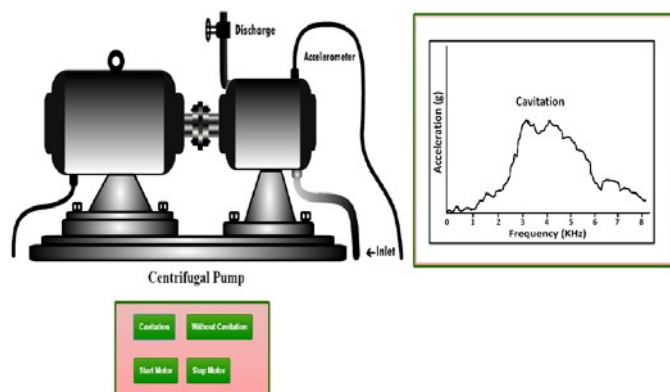 Discharge
Accelerometer
←Inlet
Centrifugal Pump
Cavitation
Without Cavitation
Start Motor
Stop Motor
Cavitation
Acceleration (g)
0 1 2 3 4 5 6 7 8
Frequency (KHz)